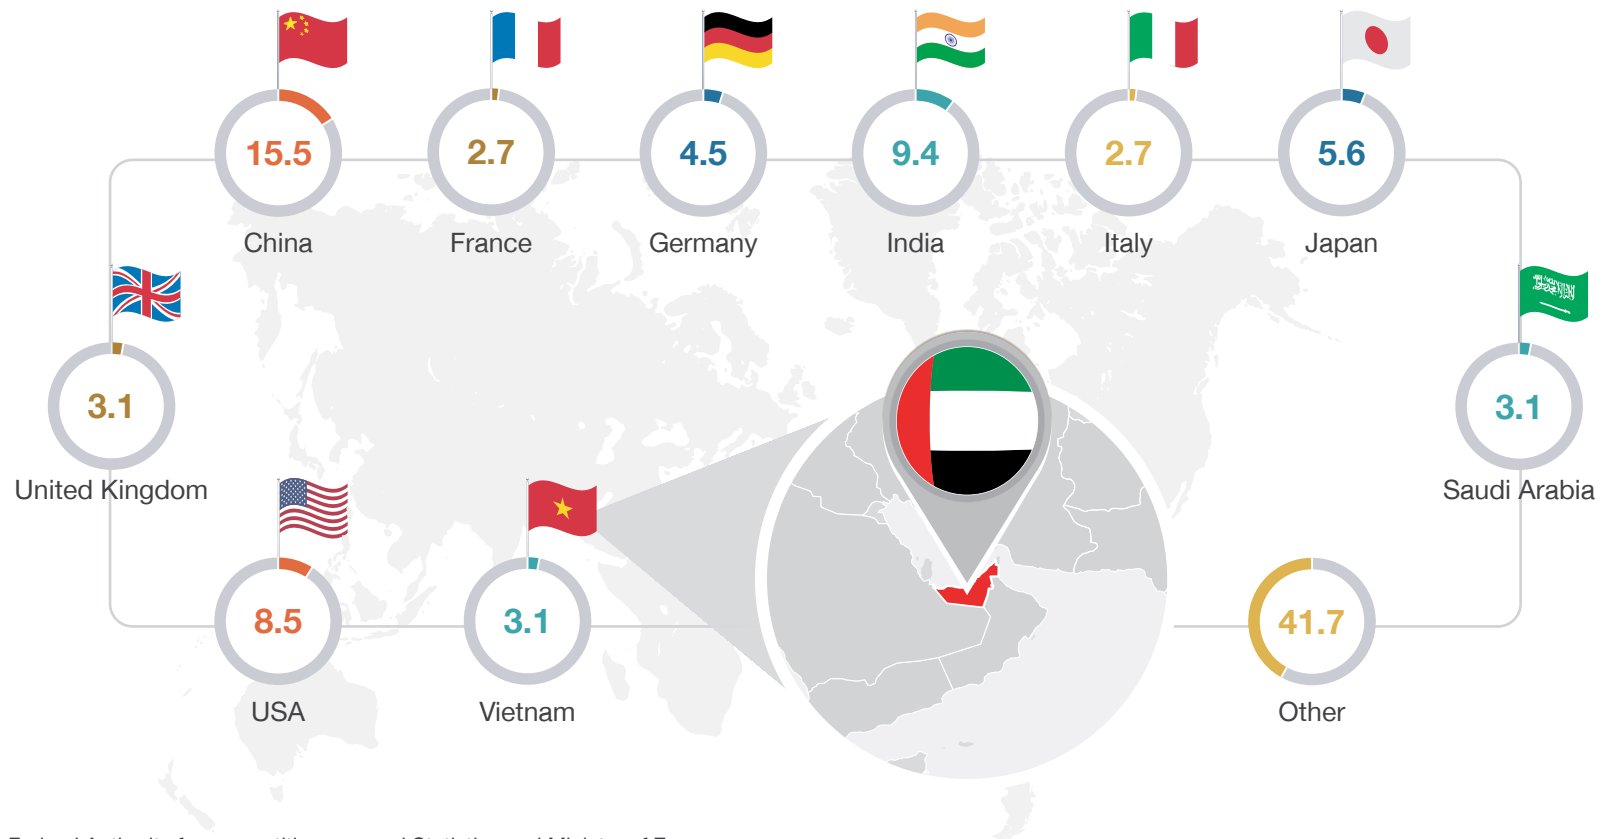 15.5
China
2.7
France
4.5
Germany
9.4
India
2.7
Italy
5.6
Japan
3.1
United Kingdom
3.1
Saudi Arabia
8.5
USA
3.1
Vietnam
41.7
Other